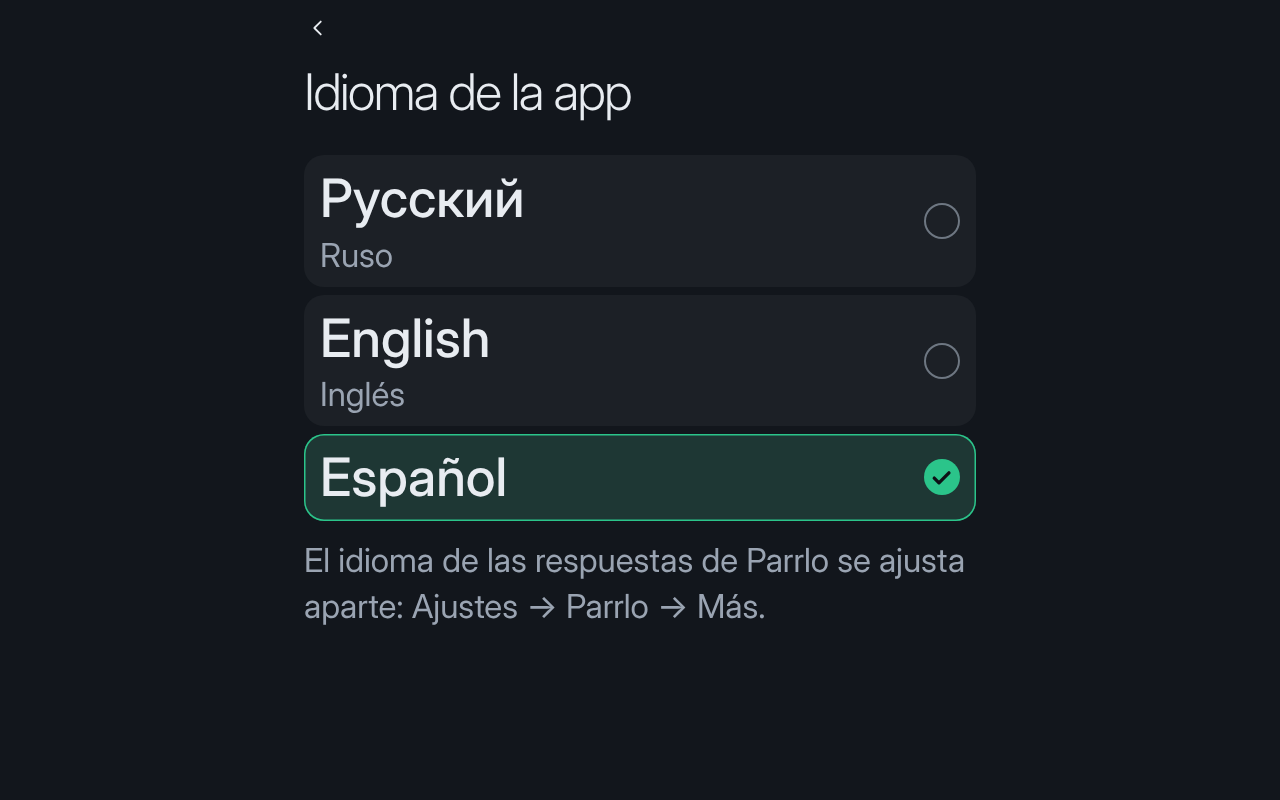 Idioma de la app
Русский
Ruso
English
Inglés
Español
El idioma de las respuestas de Parrlo se ajusta
aparte: Ajustes → Parrlo → Más.